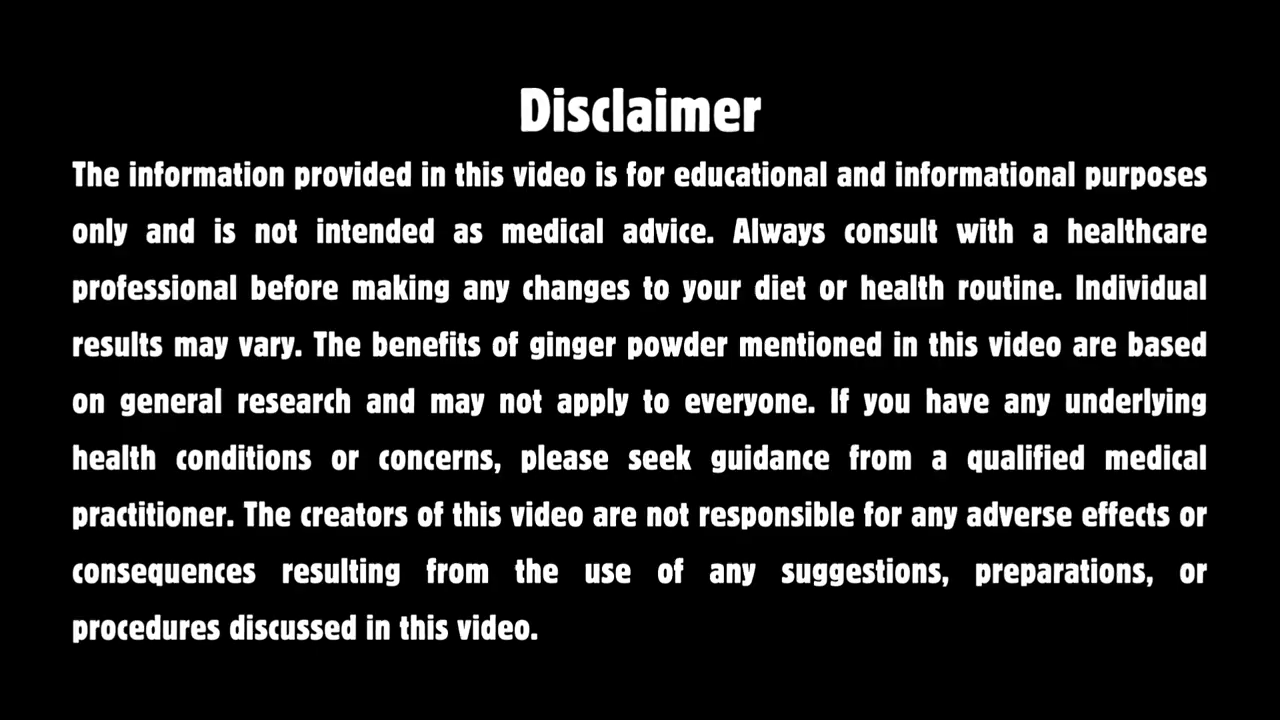 Disclaimer
The information provided in this video is for educational and informational purposes
only and is not intended as medical advice. Always consult with a healthcare
professional before making any changes to your diet or health routine. Individual
results may vary. The benefits of ginger powder mentioned in this video are based
on general research and may not apply to everyone. If you have any underlying
health conditions or concerns, please seek guidance from a qualified medical
practitioner. The creators of this video are not responsible for any adverse effects or
consequences resulting from the use of any suggestions, preparations, or
procedures discussed in this video.